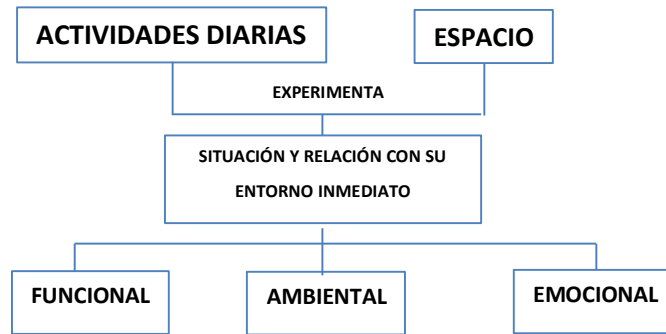 ACTIVIDADES DIARIAS
ESPACIO
EXPERIMENTA
SITUACIÓN Y RELACIÓN CON SU
ENTORNO INMEDIATO
FUNCIONAL
AMBIENTAL
EMOCIONAL